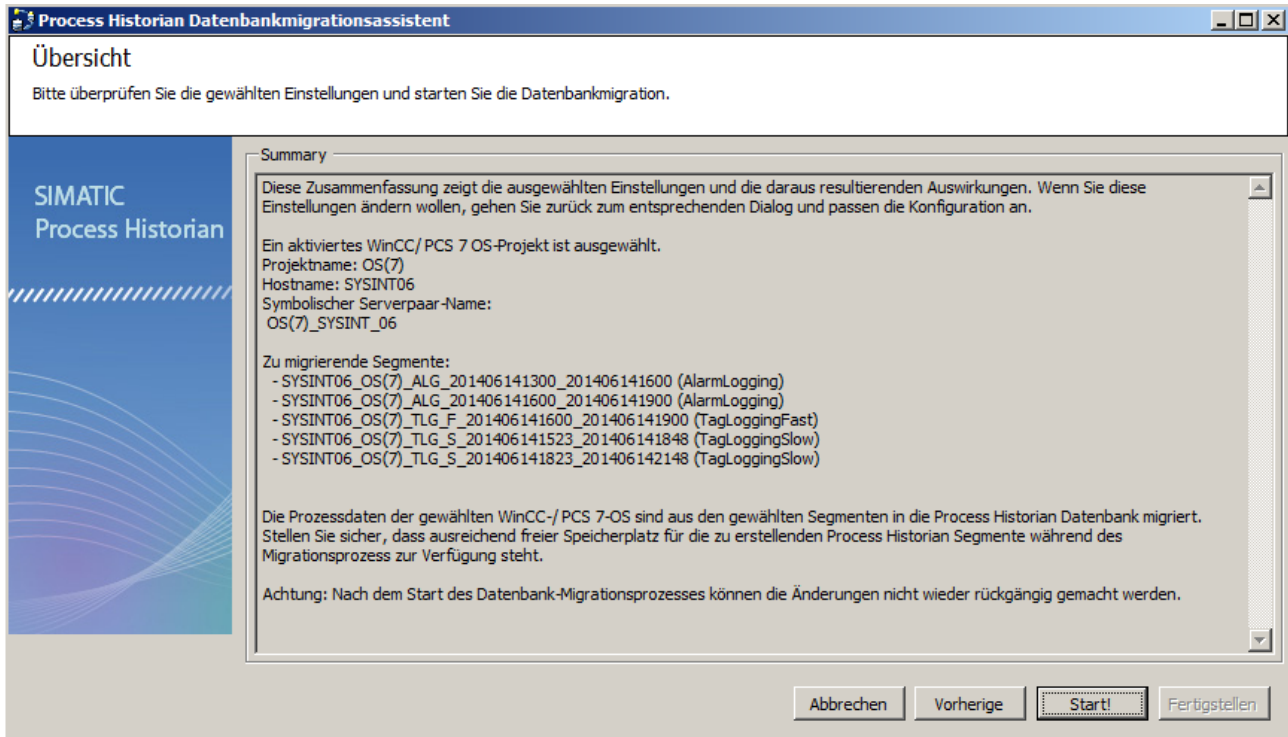 Process Historian Datenbankmigrationsassistent
Übersicht
Bitte überprüfen Sie die gewählten Einstellungen und starten Sie die Datenbankmigration.
SIMATIC
Process Historian
Summary
Diese Zusammenfassung zeigt die ausgewählten Einstellungen und die daraus resultierenden Auswirkungen. Wenn Sie diese
Einstellungen ändern wollen, gehen Sie zurück zum entsprechenden Dialog und passen die Konfiguration an.
Ein aktiviertes WinCC/ PCS 7 OS-Projekt ist ausgewählt.
Projektname: OS(7)
Hostname: SYSINT06
Symbolischer Serverpaar-Name:
OS(7)_SYSINT_06
Zu migrierende Segmente:
- SYSINT06_OS(7)_ALG_201406141300_201406141600 (AlarmLogging)
- SYSINT06_OS(7)_ALG_201406141600_201406141900 (AlarmLogging)
- SYSINT06_OS(7)_TLG_F_201406141600_201406141900 (TagLoggingFast)
- SYSINT06_OS(7)_TLG_S_201406141523_201406141848 (TagLoggingSlow)
- SYSINT06_OS(7)_TLG_S_201406141823_201406142148 (TagLoggingSlow)
Die Prozessdaten der gewählten WinCC-/ PCS 7-OS sind aus den gewählten Segmenten in die Process Historian Datenbank migriert.
Stellen Sie sicher, dass ausreichend freier Speicherplatz für die zu erstellenden Process Historian Segmente während des
Migrationsprozess zur Verfügung steht.
Achtung: Nach dem Start des Datenbank-Migrationsprozesses können die Änderungen nicht wieder rückgängig gemacht werden.
Abbrechen
Vorherige
Start!
Fertigstellen